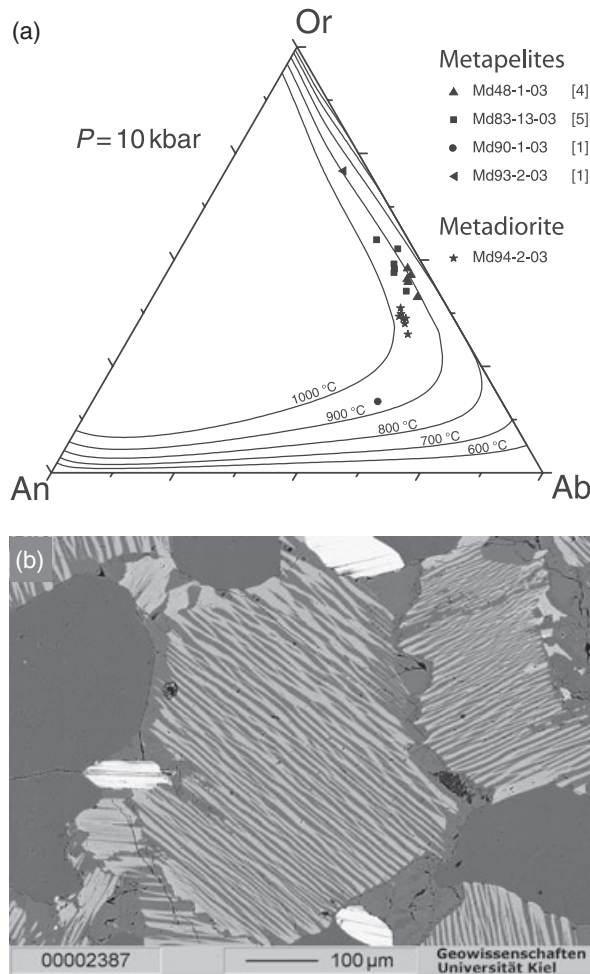 (a)
Or
Metapelites
Md48-1-03 [4]
Md83-13-03 [5]
Md90-1-03 [1]
Md93-2-03 [1]
P = 10 kbar
Metadiorite
Md94-2-03
1000 °C
900 °C
800 °C
700 °C
600 °C
An
Ab
(b)
00002387
100 µm
Geowissenschaften
Universität Kiel